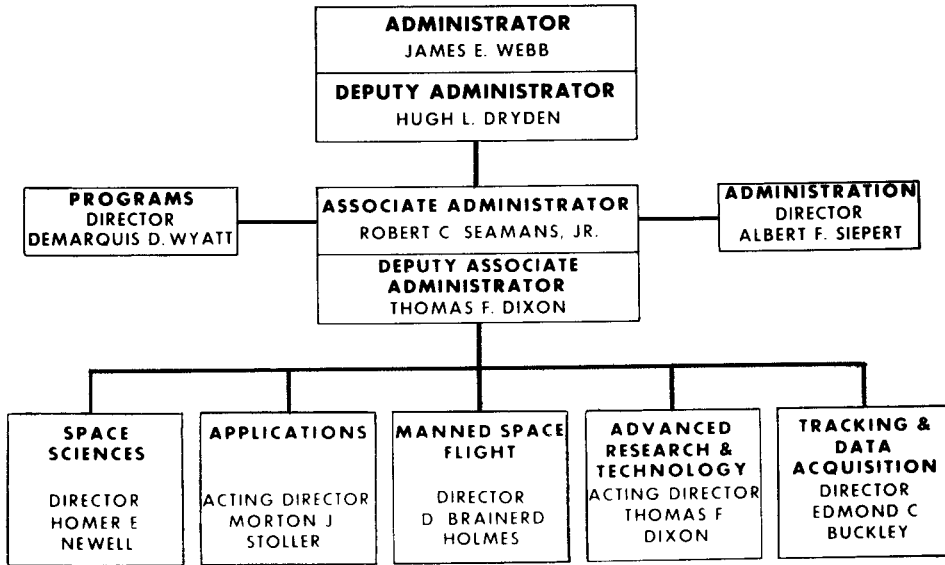 ADMINISTRATOR
JAMES E. WEBB
DEPUTY ADMINISTRATOR
HUGH L. DRYDEN
PROGRAMS
DIRECTOR
DEMARQUIS D. WYATT
ASSOCIATE ADMINISTRATOR
ROBERT C SEAMANS, JR.
DEPUTY ASSOCIATE
ADMINISTRATOR
THOMAS F. DIXON
ADMINISTRATION
DIRECTOR
ALBERT F. SIEPERT
SPACE
SCIENCES
DIRECTOR
HOMER E
NEWELL
APPLICATIONS
ACTING DIRECTOR
MORTON J
STOLLER
MANNED SPACE
FLIGHT
DIRECTOR
D BRAINERD
HOLMES
ADVANCED
RESEARCH &
TECHNOLOGY
ACTING DIRECTOR
THOMAS F
DIXON
TRACKING &
DATA
ACQUISITION
DIRECTOR
EDMOND C
BUCKLEY